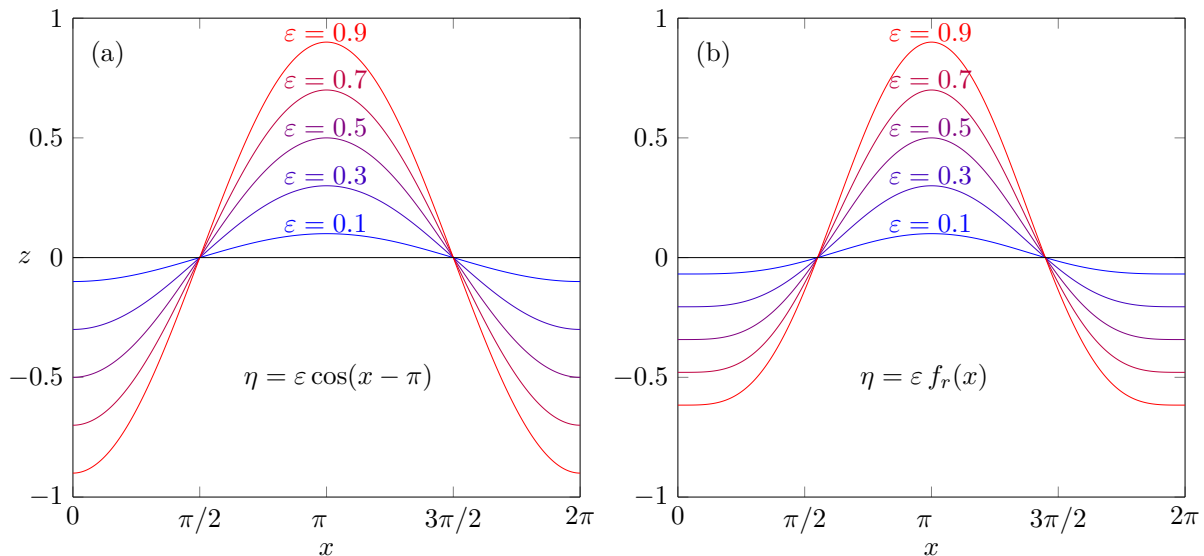 (a)
1
0.5
0
−0.5
−1
z
ε = 0.9
ε = 0.7
ε = 0.5
ε = 0.3
ε = 0.1
η = ε cos(x − π)
0
π/2
π
3π/2
2π
x
(b)
1
0.5
0
−0.5
−1
ε = 0.9
ε = 0.7
ε = 0.5
ε = 0.3
ε = 0.1
η = ε f_r(x)
0
π/2
π
3π/2
2π
x